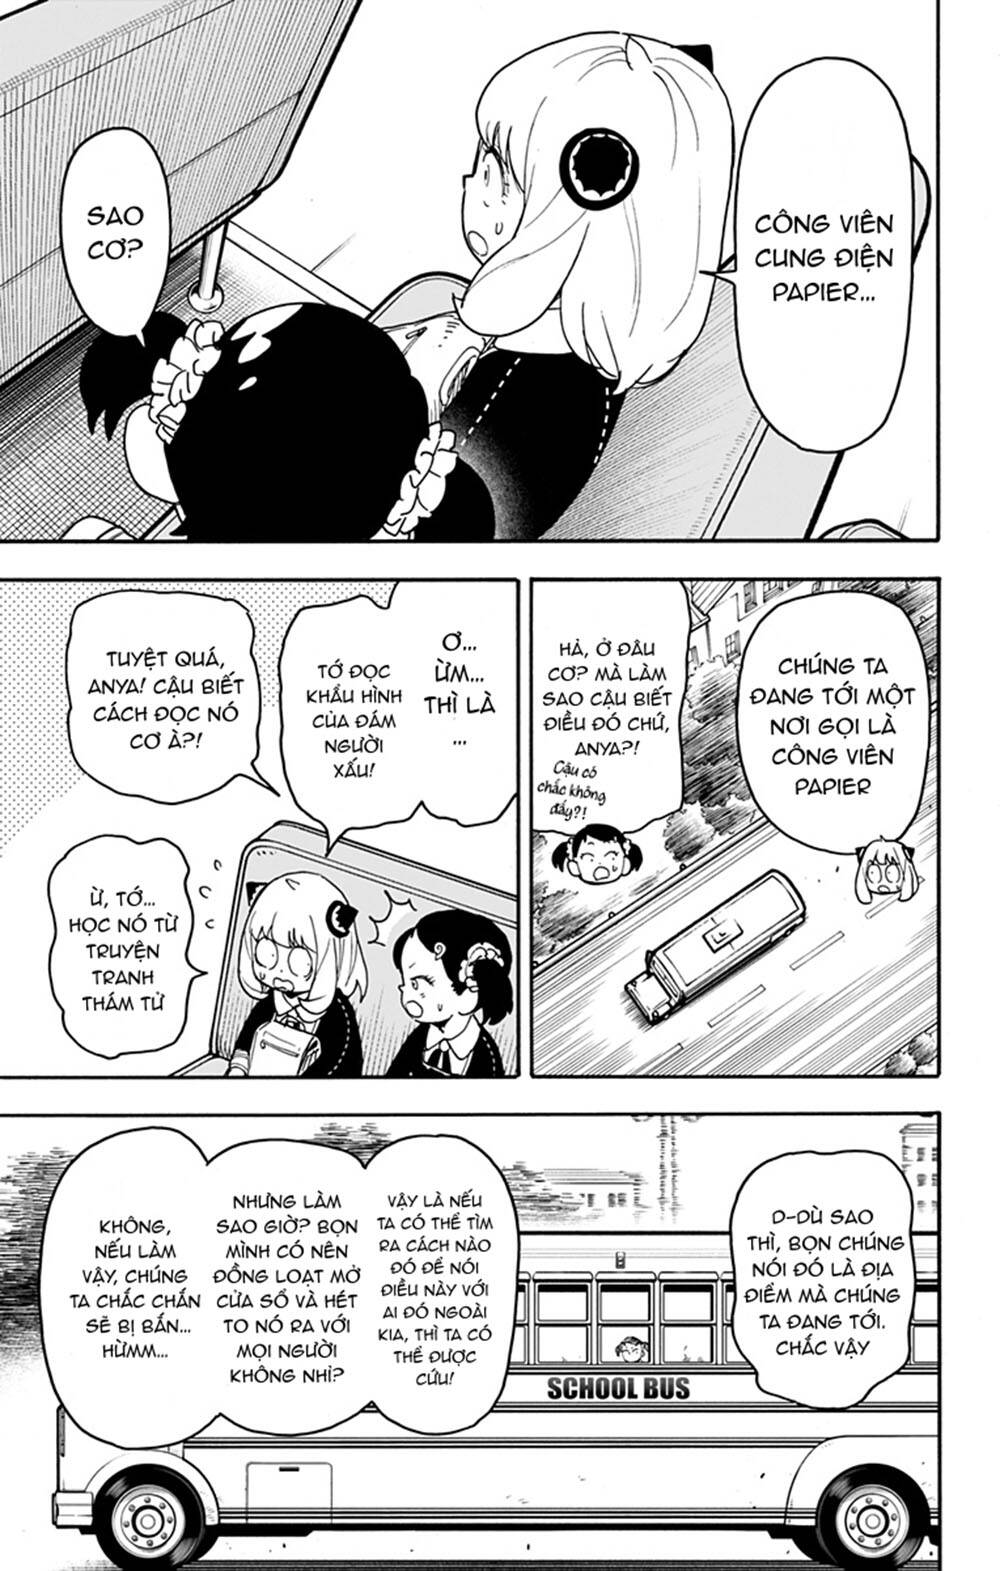 CÔNG VIÊN
CUNG ĐIỆN
PAPIER...
SAO
CƠ?
CHÚNG TA
ĐANG TỚI MỘT
NƠI GỌI LÀ
CÔNG VIÊN
PAPIER
HẢ, Ở ĐÂU
CƠ? MÀ LÀM
SAO CẬU BIẾT
ĐIỀU ĐÓ CHỨ,
ANYA?!
Cậu có
chắc không
đấy?!
Ơ...
ỪM...
THÌ LÀ
...
TỚ ĐỌC
KHẨU HÌNH
CỦA ĐÁM
NGƯỜI
XẤU!
TUYỆT QUÁ,
ANYA! CẬU BIẾT
CÁCH ĐỌC NÓ
CƠ À?!
Ừ, TỚ...
HỌC NÓ TỪ
TRUYỆN
TRANH
THÁM TỬ
D-DÙ SAO
THÌ, BỌN CHÚNG
NÓI ĐÓ LÀ ĐỊA
ĐIỂM MÀ CHÚNG
TA ĐANG TỚI.
CHẮC VẬY
VẬY LÀ NẾU
TA CÓ THỂ TÌM
RA CÁCH NÀO
ĐÓ ĐỂ NÓI
ĐIỀU NÀY VỚI
AI ĐÓ NGOÀI
KIA, THÌ TA CÓ
THỂ ĐƯỢC
CỨU!
NHƯNG LÀM
SAO GIỜ? BỌN
MÌNH CÓ NÊN
ĐỒNG LOẠT MỞ
CỬA SỔ VÀ HÉT
TO NÓ RA VỚI
MỌI NGƯỜI
KHÔNG NHỈ?
KHÔNG,
NẾU LÀM
VẬY, CHÚNG
TA CHẮC CHẮN
SẼ BỊ BẮN...
HỪMM...
SCHOOL BUS